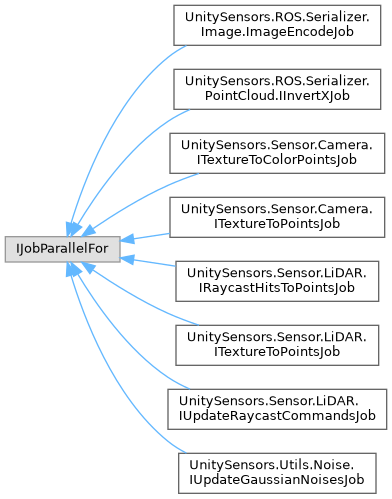 UnitySensors.ROS.Serializer.
Image.ImageEncodeJob
UnitySensors.ROS.Serializer.
PointCloud.IInvertXJob
UnitySensors.Sensor.Camera.
ITextureToColorPointsJob
UnitySensors.Sensor.Camera.
ITextureToPointsJob
IJobParallelFor
UnitySensors.Sensor.LiDAR.
IRaycastHitsToPointsJob
UnitySensors.Sensor.LiDAR.
ITextureToPointsJob
UnitySensors.Sensor.LiDAR.
IUpdateRaycastCommandsJob
UnitySensors.Utils.Noise.
IUpdateGaussianNoisesJob